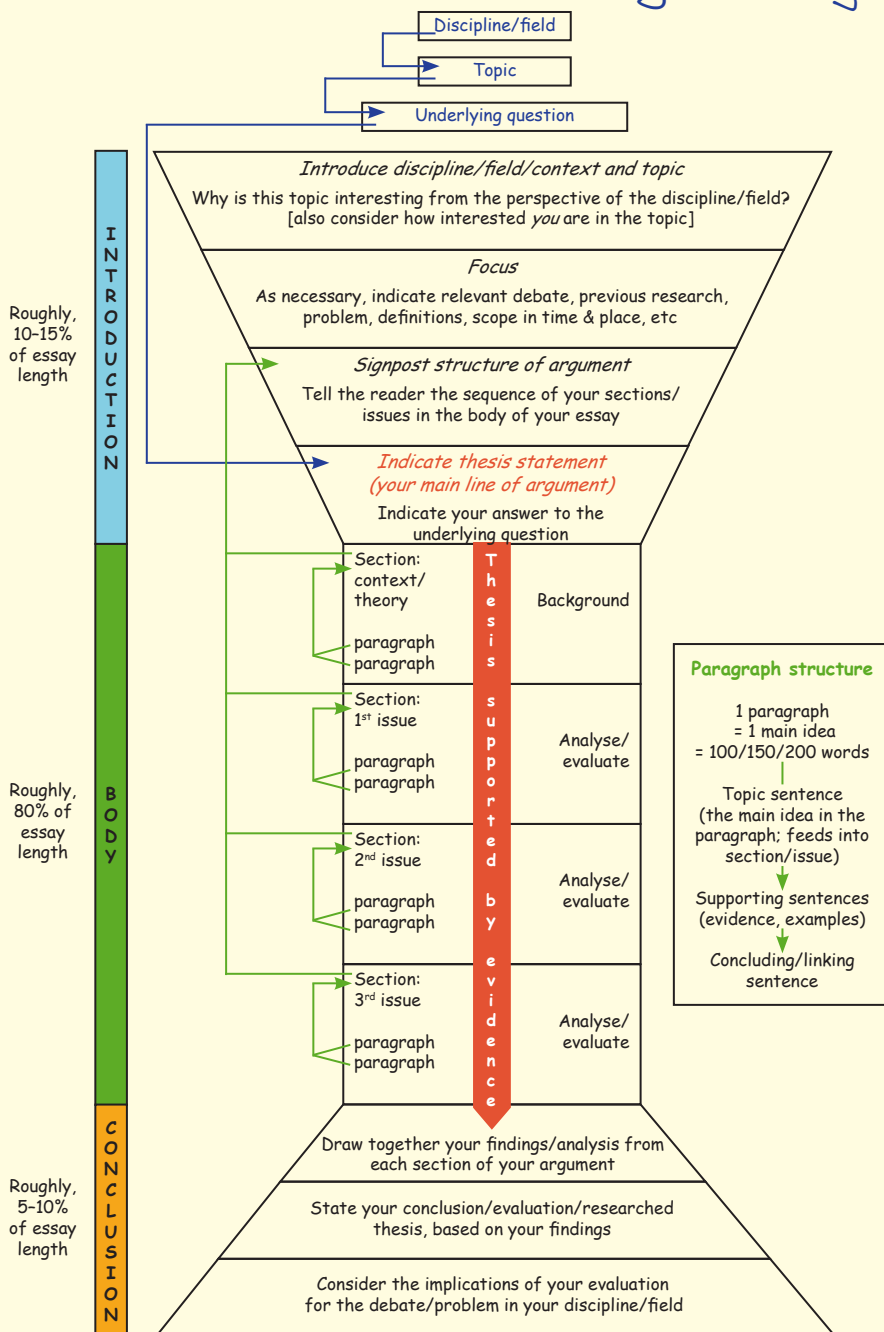 Discipline/field
Topic
Underlying question
Introduce discipline/field/context and topic
Why is this topic interesting from the perspective of the discipline/field?
[also consider how interested you are in the topic]
Focus
As necessary, indicate relevant debate, previous research,
problem, definitions, scope in time & place, etc
Signpost structure of argument
Tell the reader the sequence of your sections/
issues in the body of your essay
Indicate thesis statement
(your main line of argument)
Indicate your answer to the
underlying question
INTRODUCTION
Roughly,
10–15%
of essay
length
Thesis supported by evidence
Section:
context/
theory
paragraph
paragraph
Background
Section:
1st issue
paragraph
paragraph
Analyse/
evaluate
Section:
2nd issue
paragraph
paragraph
Analyse/
evaluate
Section:
3rd issue
paragraph
paragraph
Analyse/
evaluate
BODY
Roughly,
80% of
essay
length
Paragraph structure
1 paragraph
= 1 main idea
= 100/150/200 words
Topic sentence
(the main idea in the
paragraph; feeds into
section/issue)
Supporting sentences
(evidence, examples)
Concluding/linking
sentence
CONCLUSION
Roughly,
5–10%
of essay
length
Draw together your findings/analysis from
each section of your argument
State your conclusion/evaluation/researched
thesis, based on your findings
Consider the implications of your evaluation
for the debate/problem in your discipline/field